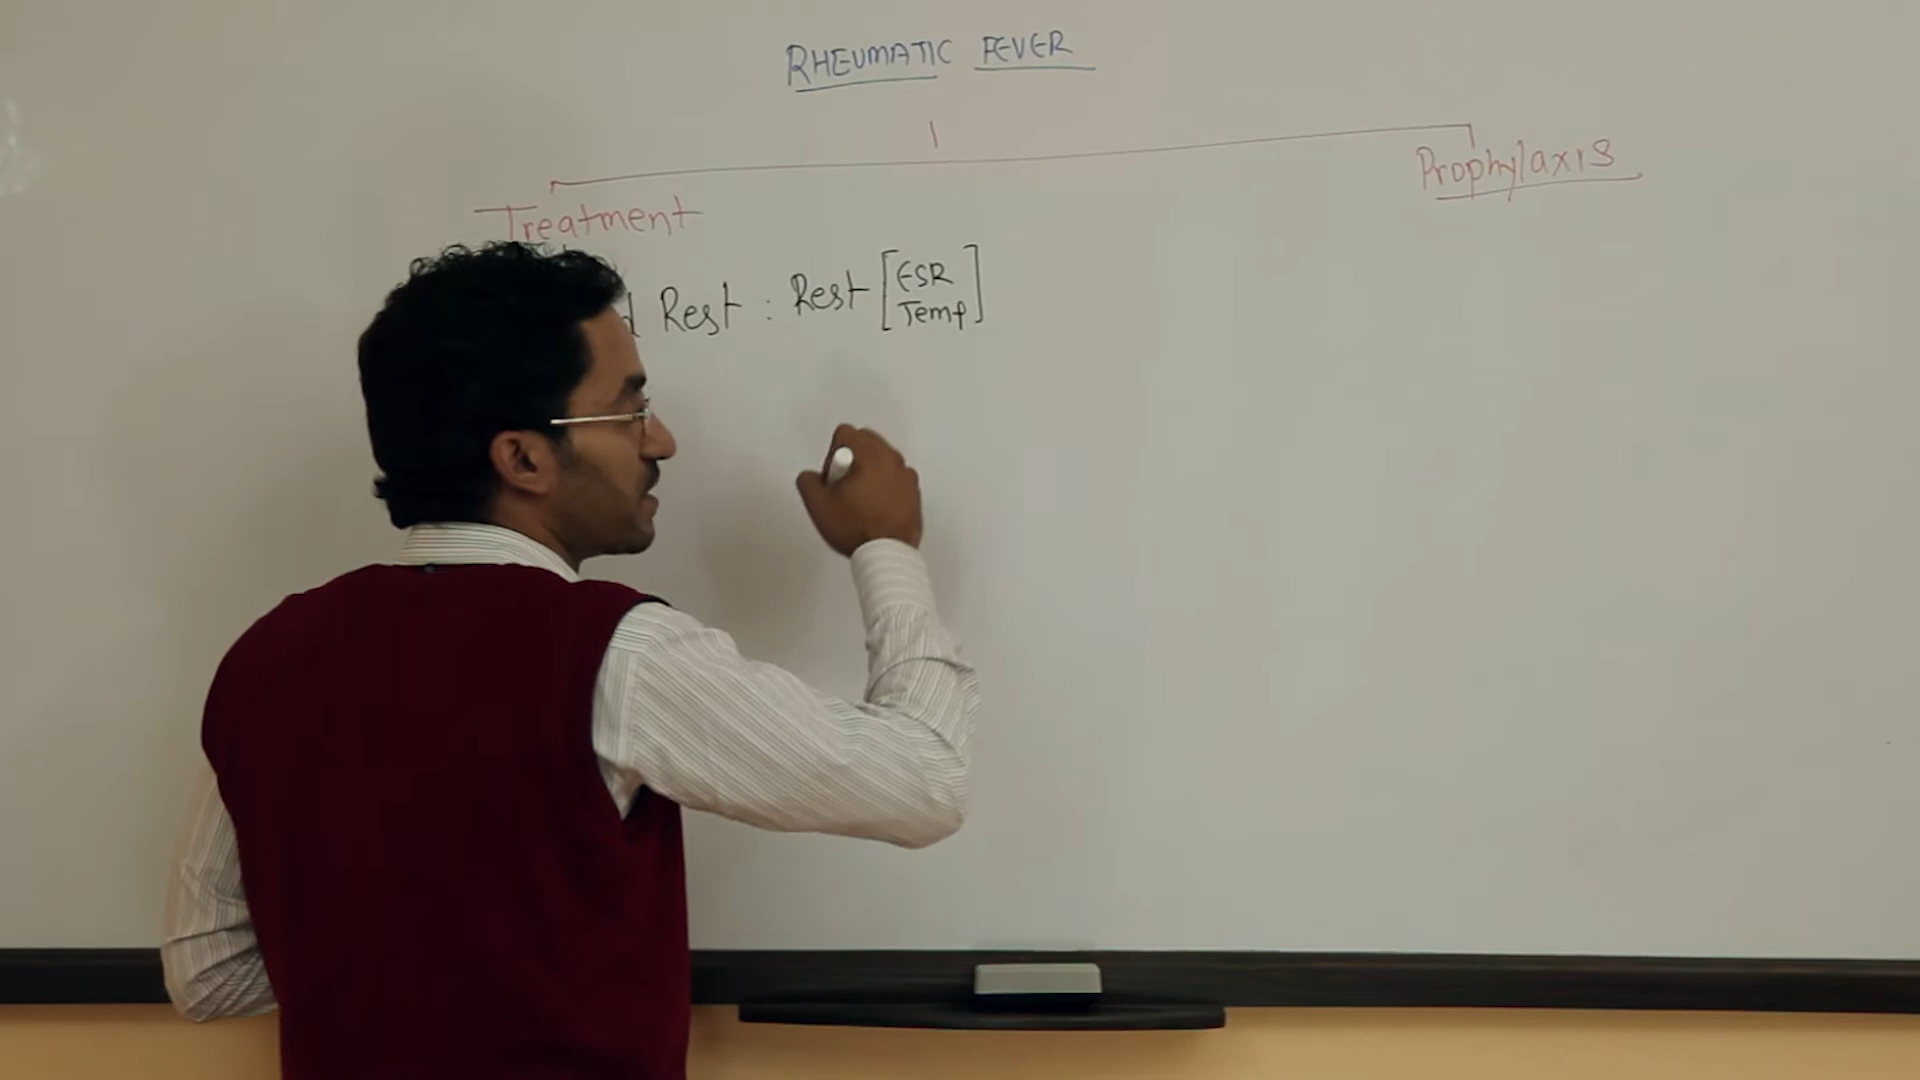 RHEUMATIC FEVER
Prophylaxis
Treatment
d Rest : Rest [ESR
Temp]